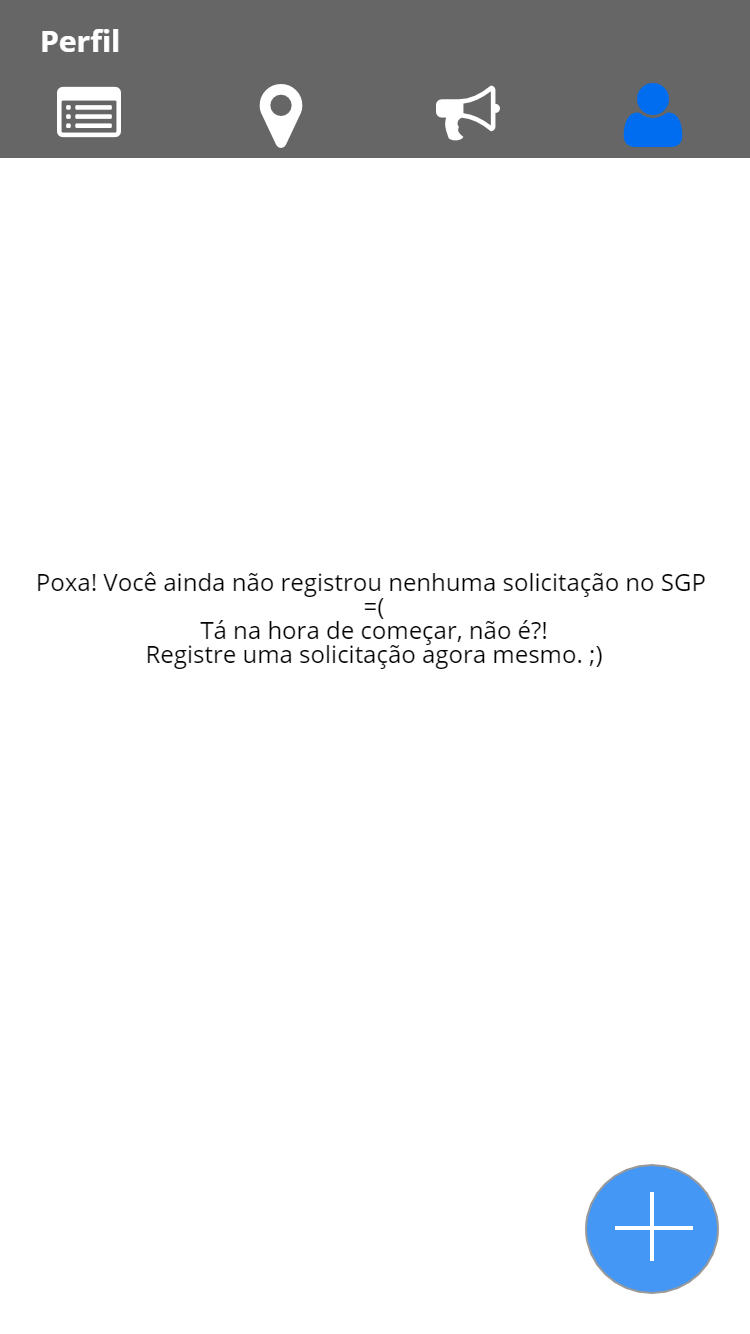 Perfil
Poxa! Você ainda não registrou nenhuma solicitação no SGP
=(
Tá na hora de começar, não é?!
Registre uma solicitação agora mesmo. ;)